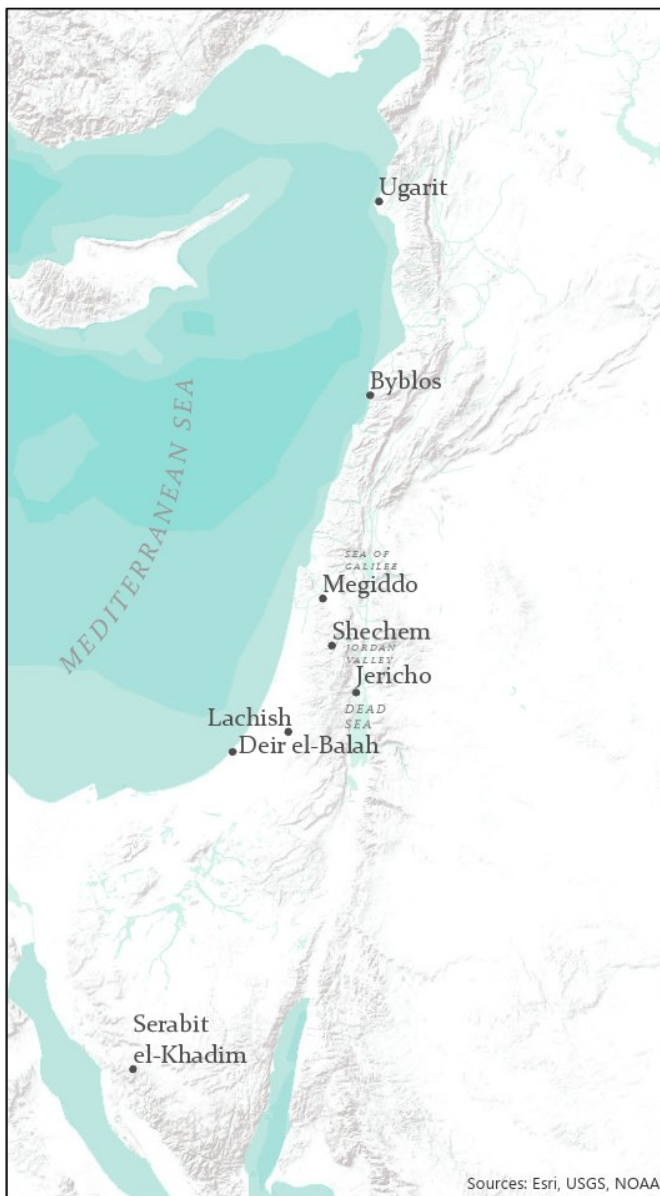 Ugarit
Byblos
MEDITERRANEAN SEA
SEA OF
GALILEE
Megiddo
Shechem
JORDAN
VALLEY
Jericho
DEAD
SEA
Lachish
Deir el-Balah
Serabit
el-Khadim
Sources: Esri, USGS, NOAA